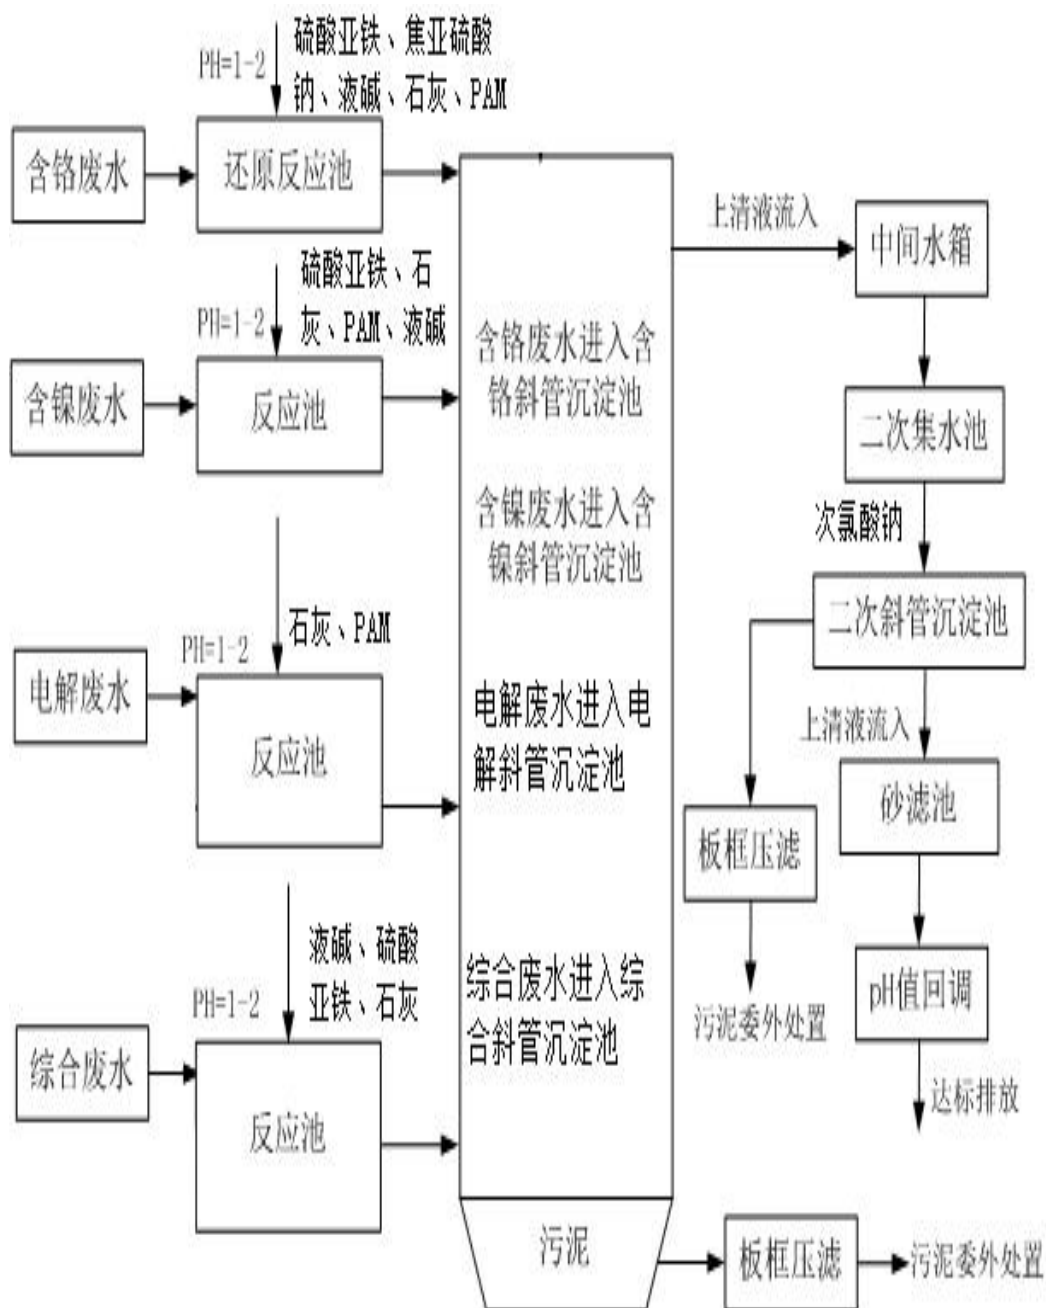 硫酸亚铁、焦亚硫酸
钠、液碱、石灰、PAM
PH=1-2
含铬废水
还原反应池
硫酸亚铁、石
灰、PAM、液碱
PH=1-2
含镍废水
反应池
石灰、PAM
PH=1-2
电解废水
反应池
液碱、硫酸
亚铁、石灰
PH=1-2
综合废水
反应池
含铬废水进入含
铬斜管沉淀池
含镍废水进入含
镍斜管沉淀池
电解废水进入电
解斜管沉淀池
综合废水进入综
合斜管沉淀池
污泥
板框压滤
污泥委外处置
上清液流入
中间水箱
二次集水池
次氯酸钠
二次斜管沉淀池
板框压滤
污泥委外处置
上清液流入
砂滤池
pH值回调
达标排放